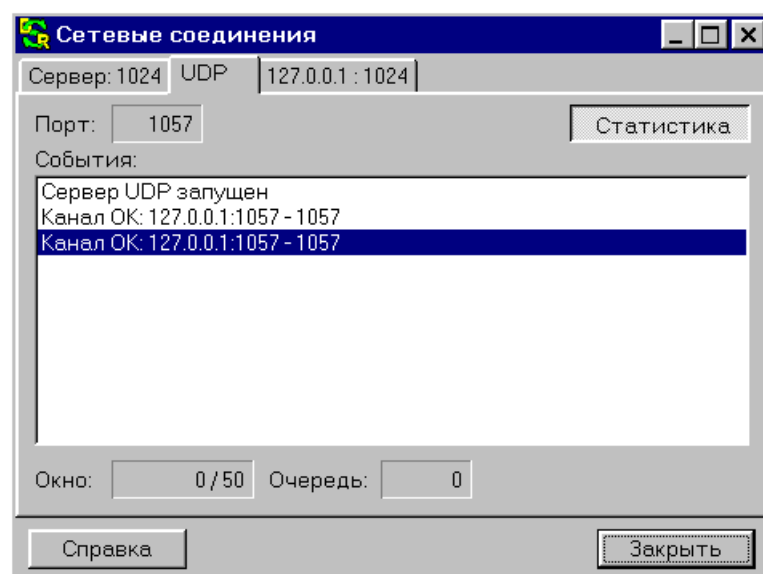 Сетевые соединения
Сервер: 1024 UDP 127.0.0.1 : 1024
Порт: 1057 Статистика
События:
Сервер UDP запущен
Канал ОК: 127.0.0.1:1057 - 1057
Канал ОК: 127.0.0.1:1057 - 1057
Окно: 0 / 50 Очередь: 0
Справка Закрыть